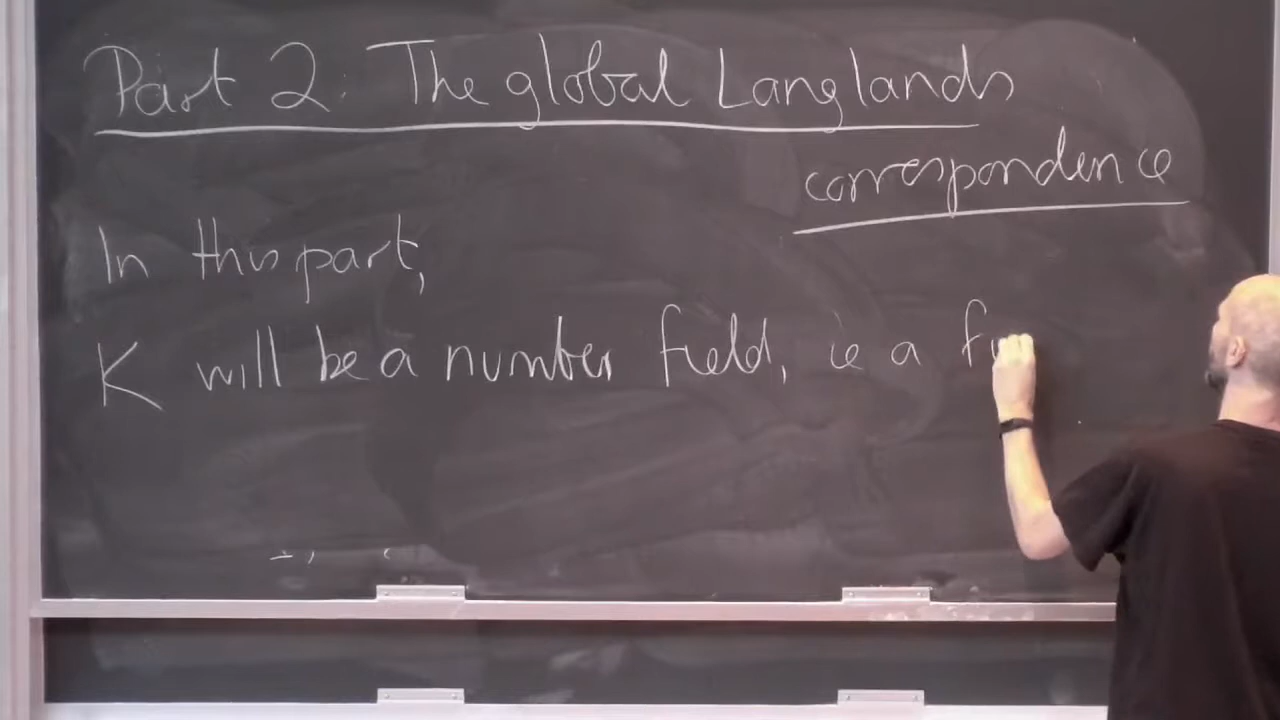 Part 2: The global Langlands
correspondence
In this part,
K will be a number field, ie a